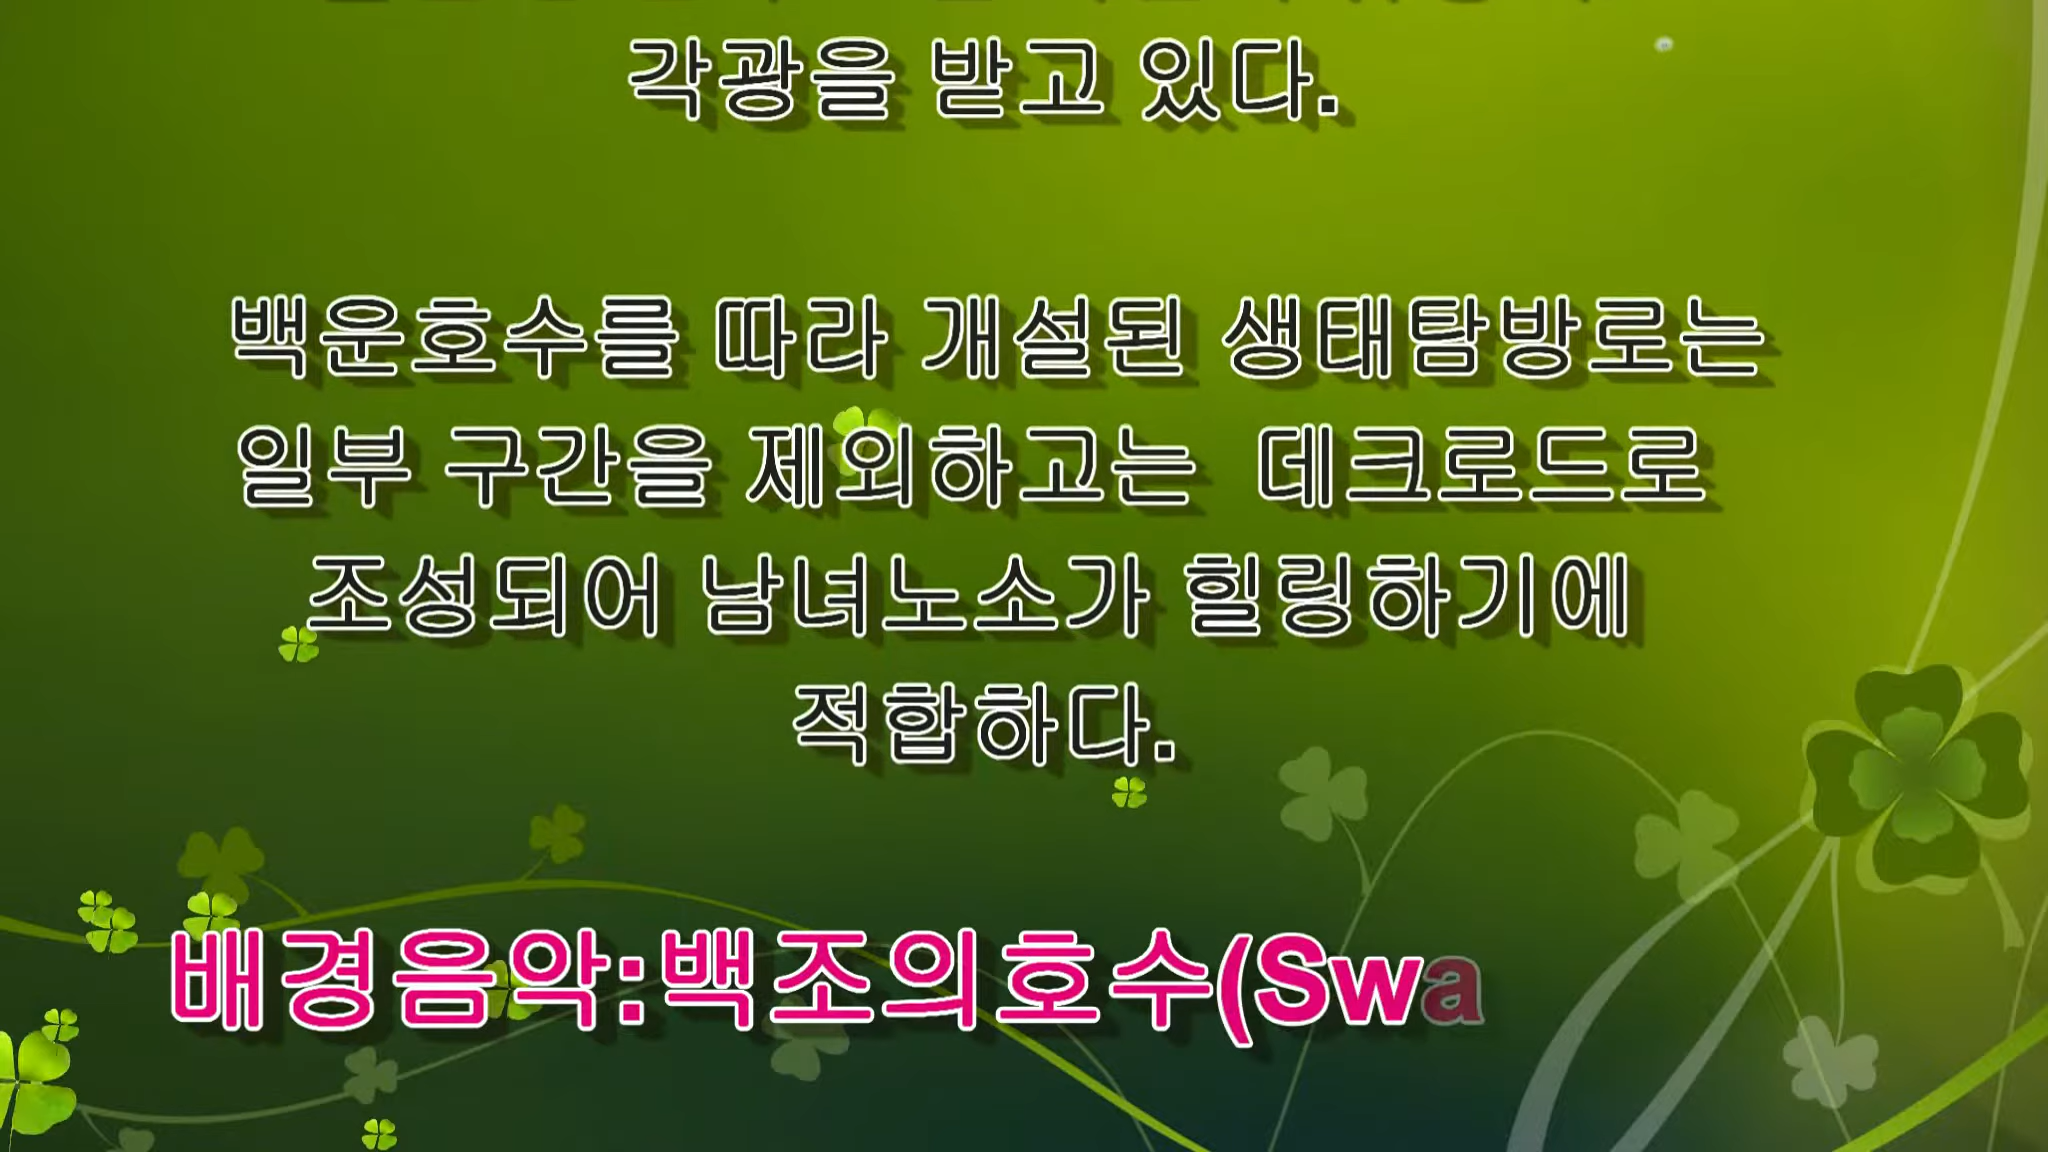 각광을 받고 있다.
백운호수를 따라 개설된 생태탐방로는
일부 구간을 제외하고는 데크로드로
조성되어 남녀노소가 힐링하기에
적합하다.
배경음악:백조의호수(Swa